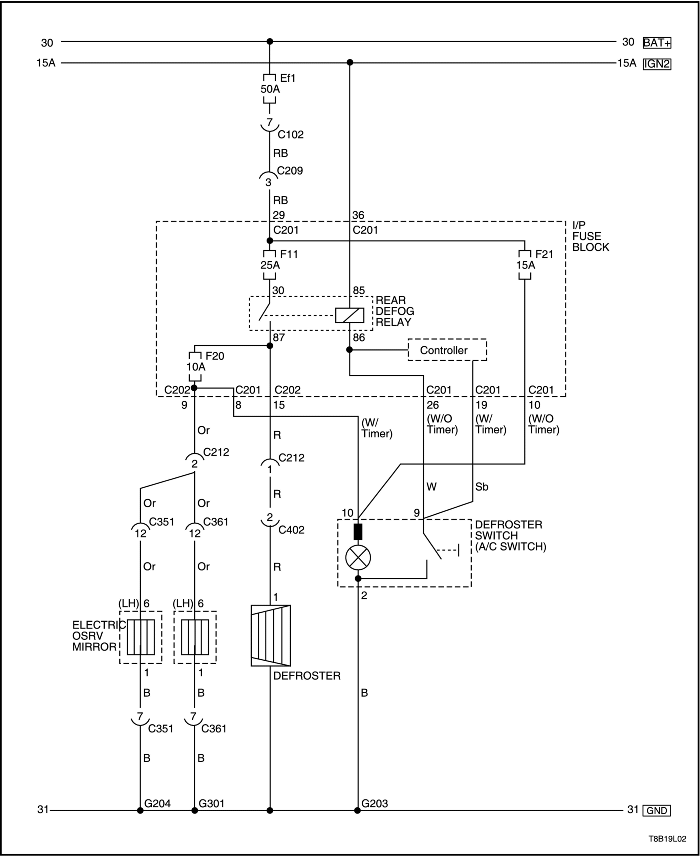 30 30 BAT+
15A 15A IGN2
Ef1
50A
7
C102
RB
C209
3
RB
29 36
C201 C201
I/P
FUSE
BLOCK
F11
25A
F21
15A
30 85
REAR
DEFOG
RELAY
87 86
Controller
F20
10A
C202 C201 C202 C201 C201 C201
9 8 15 26 19 10
(W/
Timer)
(W/O
Timer)
(W/
Timer)
(W/O
Timer)
Or R
C212 C212
2 1
W Sb
Or Or R
10 9
C351 C361 2 C402
12 12
DEFROSTER
SWITCH
(A/C SWITCH)
Or Or R
2
(LH) 6 (LH) 6 1
ELECTRIC
OSRV
MIRROR
1 1
DEFROSTER
B B B
7 7
C351 C361
B B
G204 G301 G203
31 31 GND
T8B19L02